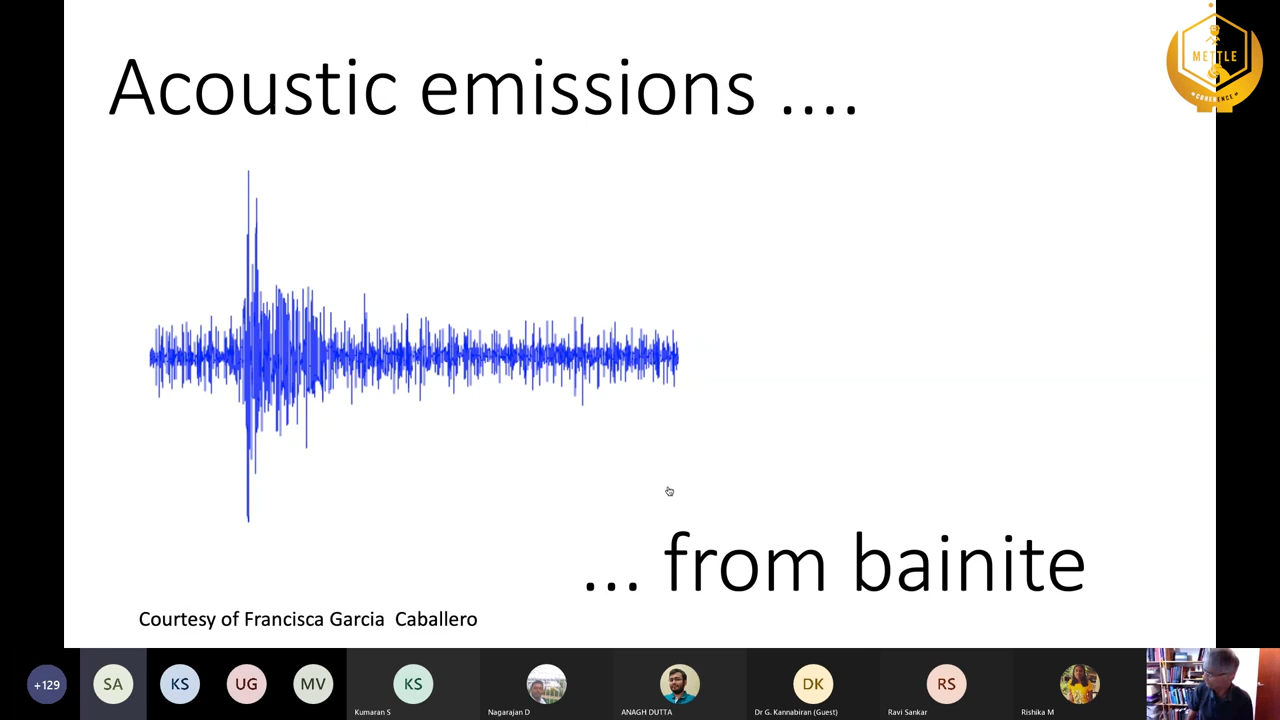 Acoustic emissions ....
METTLE
COHERENCE
... from bainite
Courtesy of Francisca Garcia Caballero
+129
SA
KS
UG
MV
KS
DK
RS
Kumaran S
Nagarajan D
ANAGH DUTTA
Dr G. Kannabiran (Guest)
Ravi Sankar
Rishika M